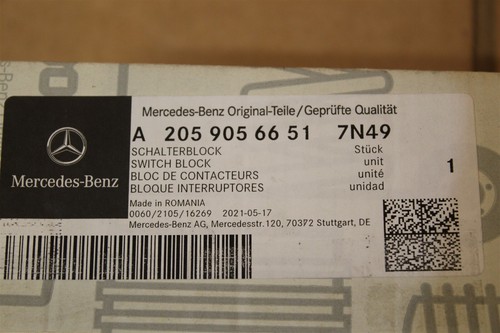 Mercedes-Benz Original-Teile/Geprüfte Qualität
A 205 905 66 51 7N49
SCHALTERBLOCK Stück
SWITCH BLOCK unit
BLOC DE CONTACTEURS unité
BLOQUE INTERRUPTORES unidad
1
Mercedes-Benz
Made in ROMANIA
0060/2105/16269 2021-05-17
Mercedes-Benz AG, Mercedesstr.120, 70372 Stuttgart, DE